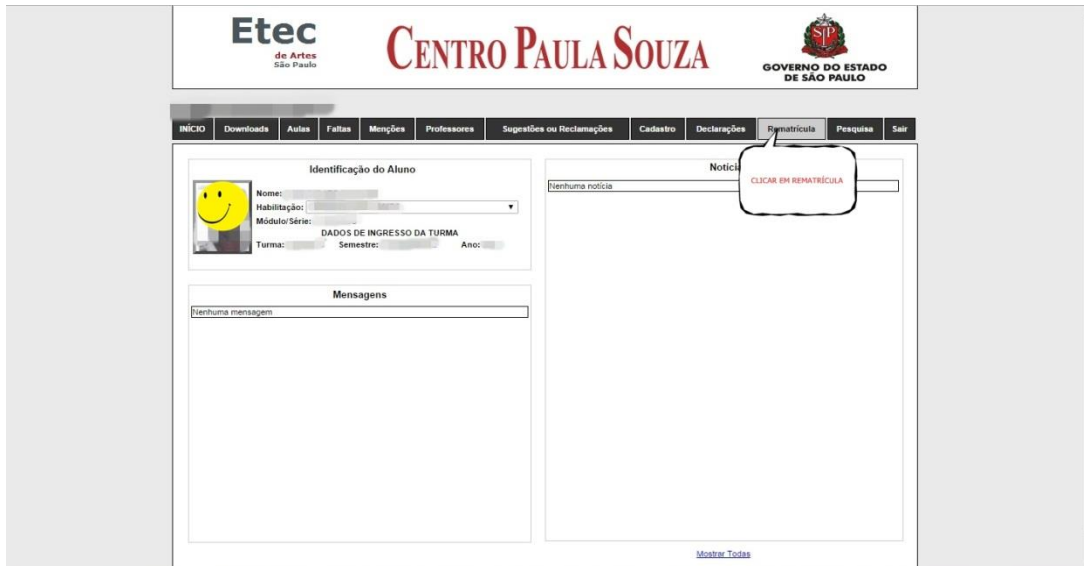 Etec
de Artes
São Paulo
CENTRO PAULA SOUZA
SP
GOVERNO DO ESTADO
DE SÃO PAULO
INÍCIO Downloads Aulas Faltas Menções Professores Sugestões ou Reclamações Cadastro Declarações Rematrícula Pesquisa Sair
CLICAR EM REMATRÍCULA
Identificação do Aluno
Nome:
Habilitação:
Módulo/Série:
DADOS DE INGRESSO DA TURMA
Turma: Semestre: Ano:
Mensagens
Nenhuma mensagem
Nenhuma notícia
Mostrar Todas